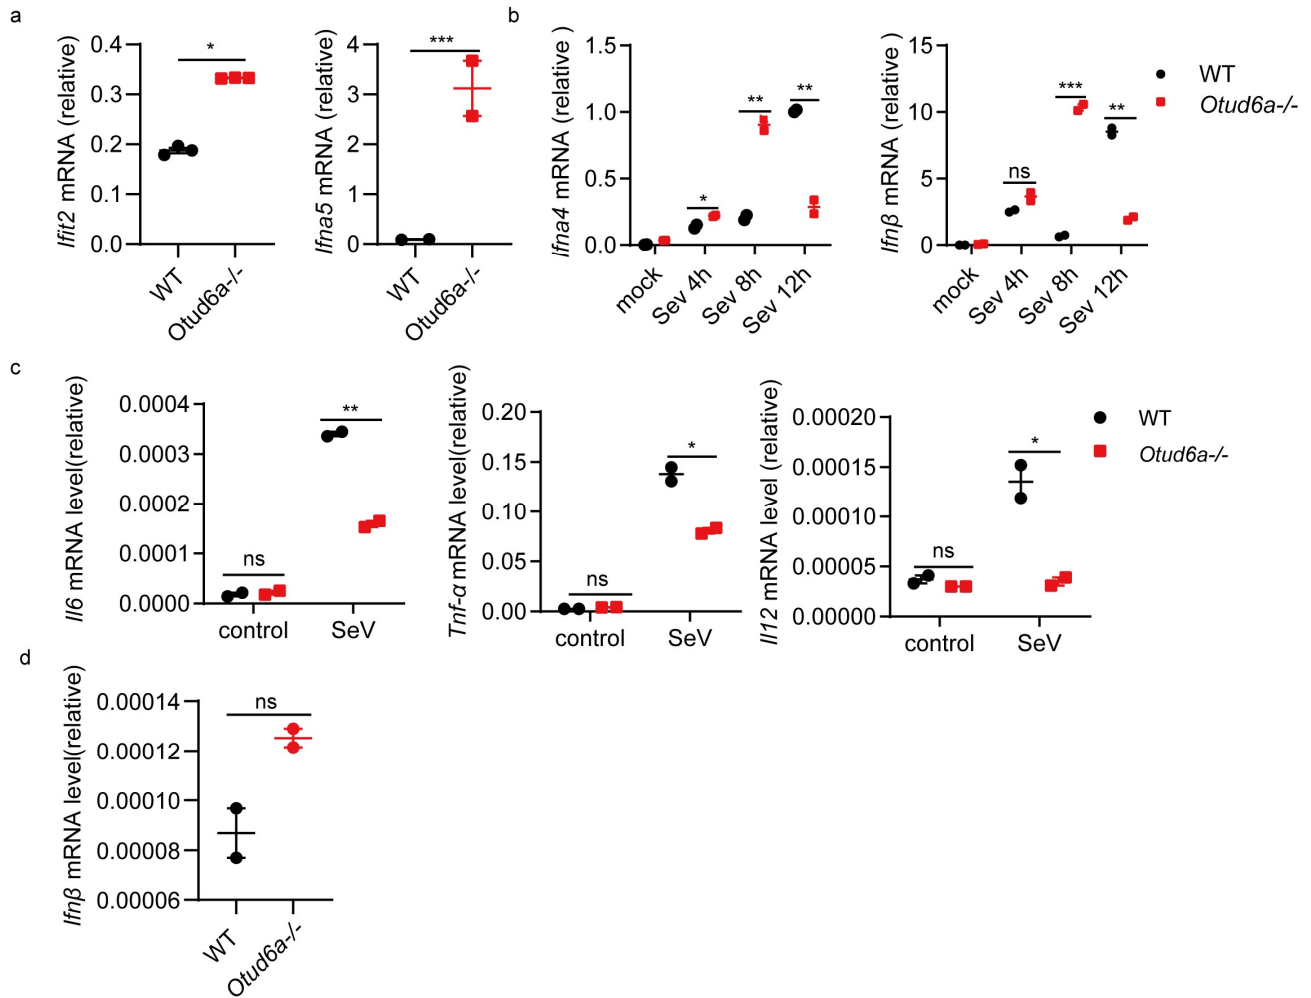 a
Ifit2 mRNA (relative)
0.4
0.3
0.2
0.1
0.0
*
WT
Otud6a-/-
Ifna5 mRNA (relative)
4
3
2
1
0
***
WT
Otud6a-/-
b
Ifna4 mRNA (relative )
1.5
1.0
0.5
0.0
*
**
**
mock
Sev 4h
Sev 8h
Sev 12h
Ifnβ mRNA (relative )
15
10
5
0
ns
***
**
mock
Sev 4h
Sev 8h
Sev 12h
WT
Otud6a-/-
c
Il6 mRNA level(relative)
0.0004
0.0003
0.0002
0.0001
0.0000
ns
**
control
SeV
Tnf-α mRNA level(relative)
0.20
0.15
0.10
0.05
0.00
ns
*
control
SeV
Il12 mRNA level (relative)
0.00020
0.00015
0.00010
0.00005
0.00000
ns
*
control
SeV
WT
Otud6a-/-
d
Ifnβ mRNA level(relative)
0.00014
0.00012
0.00010
0.00008
0.00006
ns
WT
Otud6a-/-